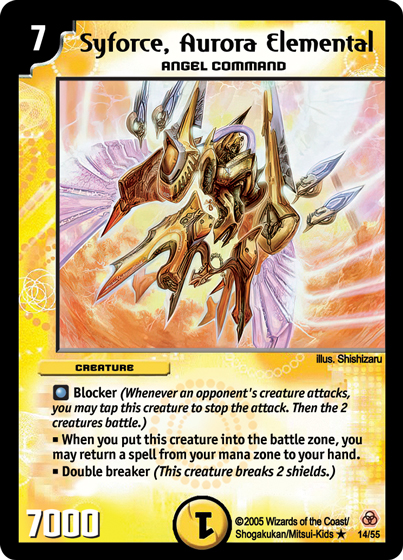 7 Syforce, Aurora Elemental
ANGEL COMMAND
illus. Shishizaru
CREATURE
Blocker (Whenever an opponent's creature attacks,
you may tap this creature to stop the attack. Then the 2
creatures battle.)
▪ When you put this creature into the battle zone, you
may return a spell from your mana zone to your hand.
▪ Double breaker (This creature breaks 2 shields.)
7000
1
©2005 Wizards of the Coast/
Shogakukan/Mitsui-Kids ★ 14/55